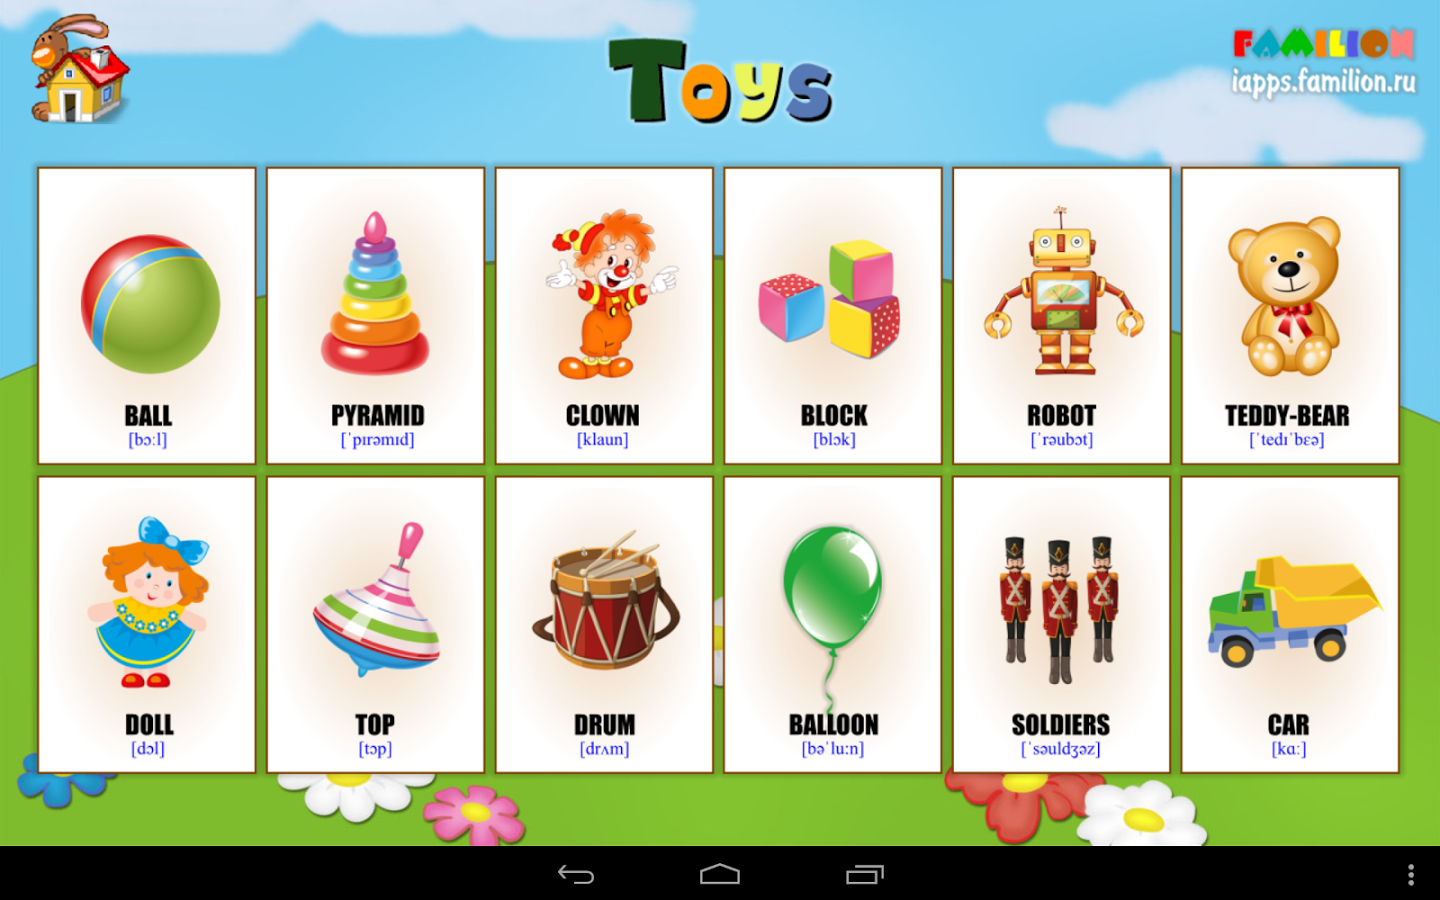 Toys
FAMILION
iapps.familion.ru
BALL
[bɔ:l]
PYRAMID
[ˈpɪrəmɪd]
CLOWN
[klaun]
BLOCK
[blɔk]
ROBOT
[ˈrəubɔt]
TEDDY-BEAR
[ˈtedɪˈbɛə]
DOLL
[dɔl]
TOP
[tɔp]
DRUM
[drʌm]
BALLOON
[bəˈlu:n]
SOLDIERS
[ˈsəuldʒəz]
CAR
[kɑ:]